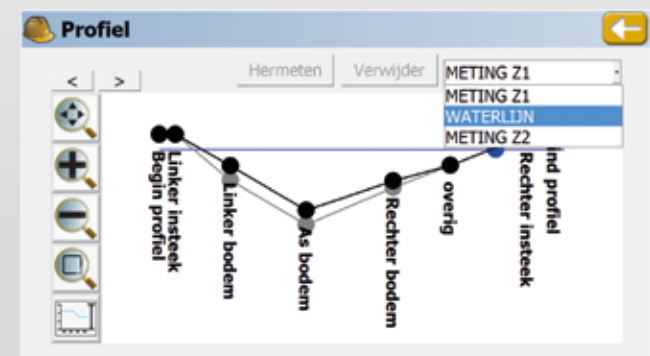 Profiel
< >
Hermeten Verwijder METING Z1
METING Z1
WATERLIJN
METING Z2
Begin profiel
Linker insteek
Linker bodem
As bodem
Rechter bodem
overig
Rechter insteek
ind profiel